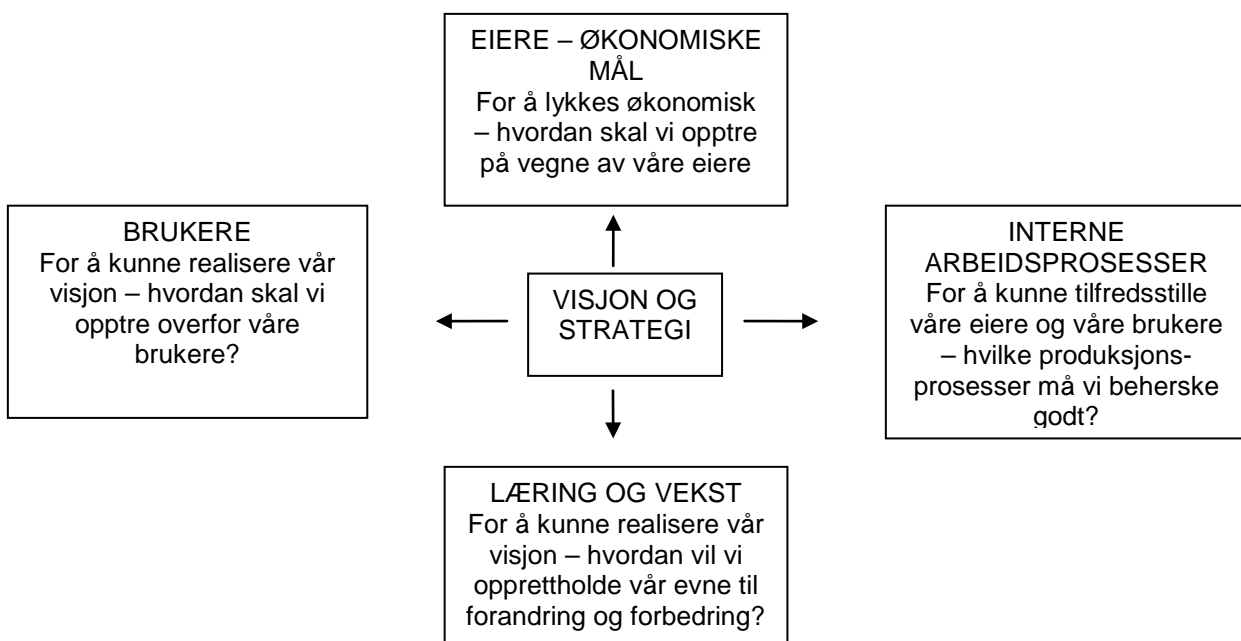 EIERE – ØKONOMISKE
MÅL
For å lykkes økonomisk
– hvordan skal vi opptre
på vegne av våre eiere
BRUKERE
For å kunne realisere vår
visjon – hvordan skal vi
opptre overfor våre
brukere?
VISJON OG
STRATEGI
INTERNE
ARBEIDSPROSESSER
For å kunne tilfredsstille
våre eiere og våre brukere
– hvilke produksjons-
prosesser må vi beherske
godt?
LÆRING OG VEKST
For å kunne realisere vår
visjon – hvordan vil vi
opprettholde vår evne til
forandring og forbedring?